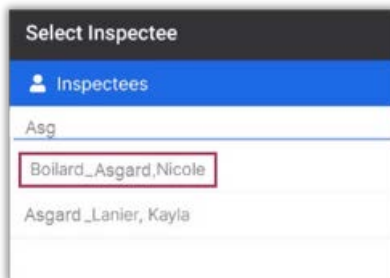 Select Inspectee
Inspectees
Asg
Boilard_Asgard,Nicole
Asgard_Lanier, Kayla